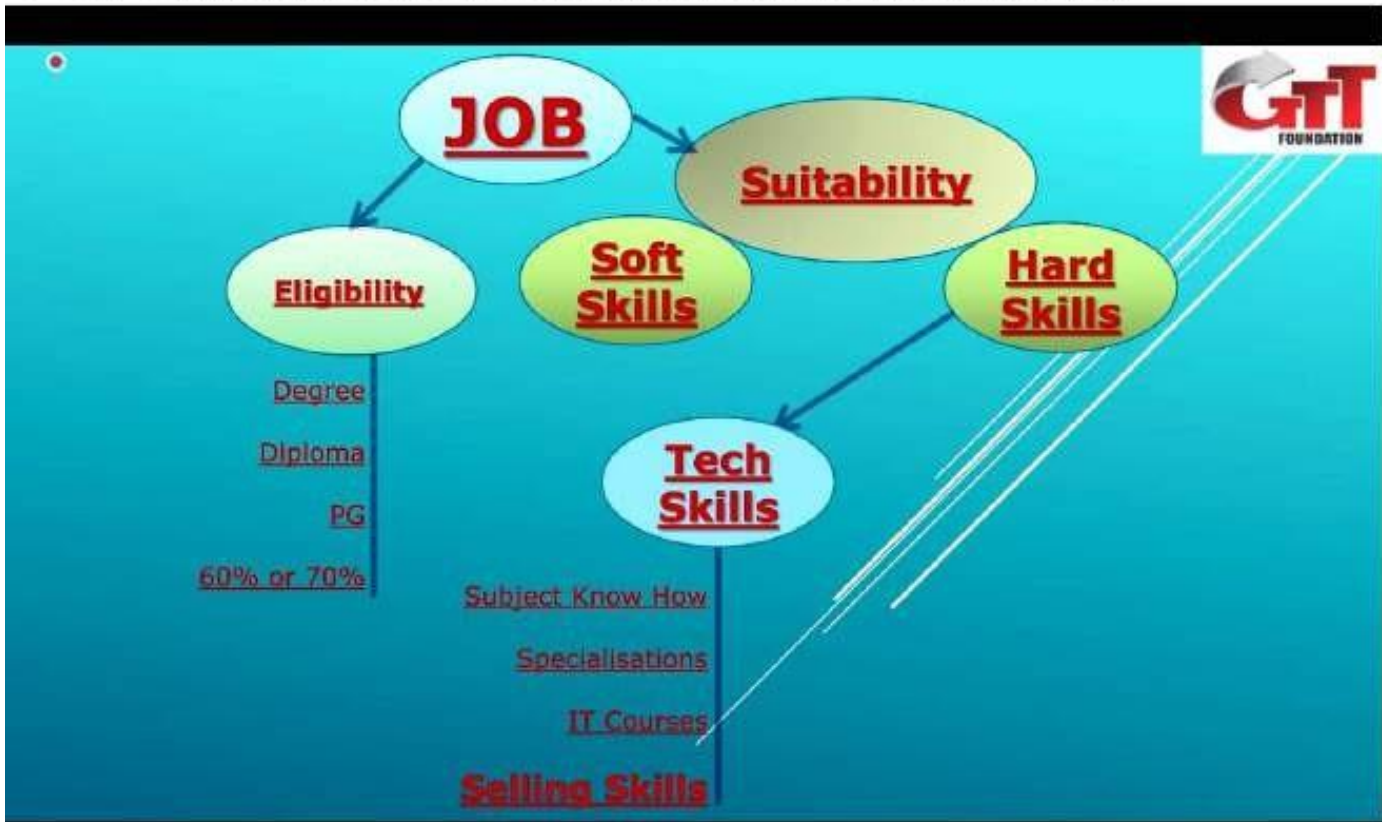 JOB
GTT
FOUNDATION
Suitability
Soft
Skills
Hard
Skills
Eligibility
Degree
Diploma
PG
60% or 70%
Tech
Skills
Subject Know How
Specialisations
IT Courses
Selling Skills